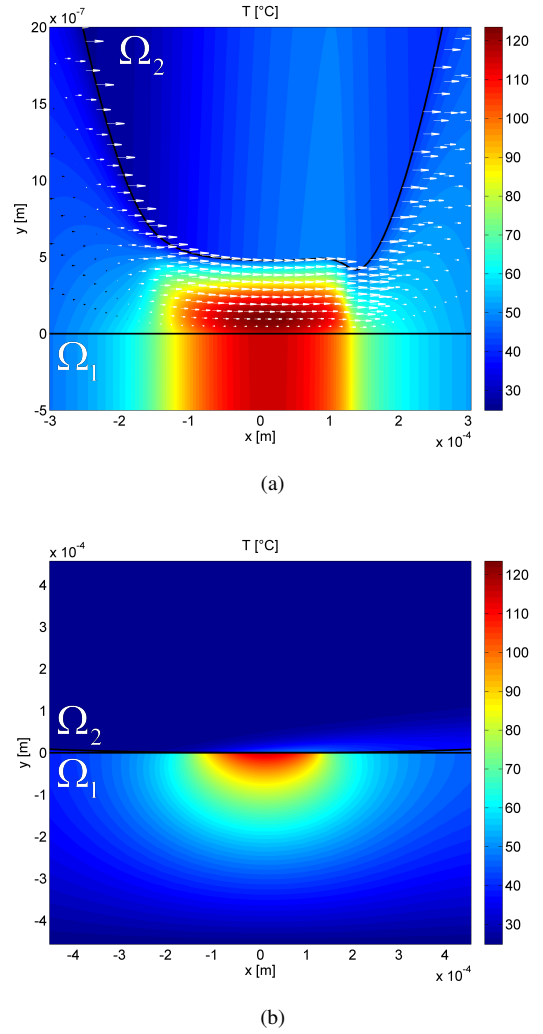 T [°C]
x 10⁻⁷
20
15
10
5
0
-5
y [m]
Ω₂
Ω₁
-3 -2 -1 0 1 2 3
x [m]
x 10⁻⁴
120
110
100
90
80
70
60
50
40
30
(a)
T [°C]
x 10⁻⁴
4
3
2
1
0
-1
-2
-3
-4
y [m]
Ω₂
Ω₁
-4 -3 -2 -1 0 1 2 3 4
x [m]
x 10⁻⁴
120
110
100
90
80
70
60
50
40
30
(b)